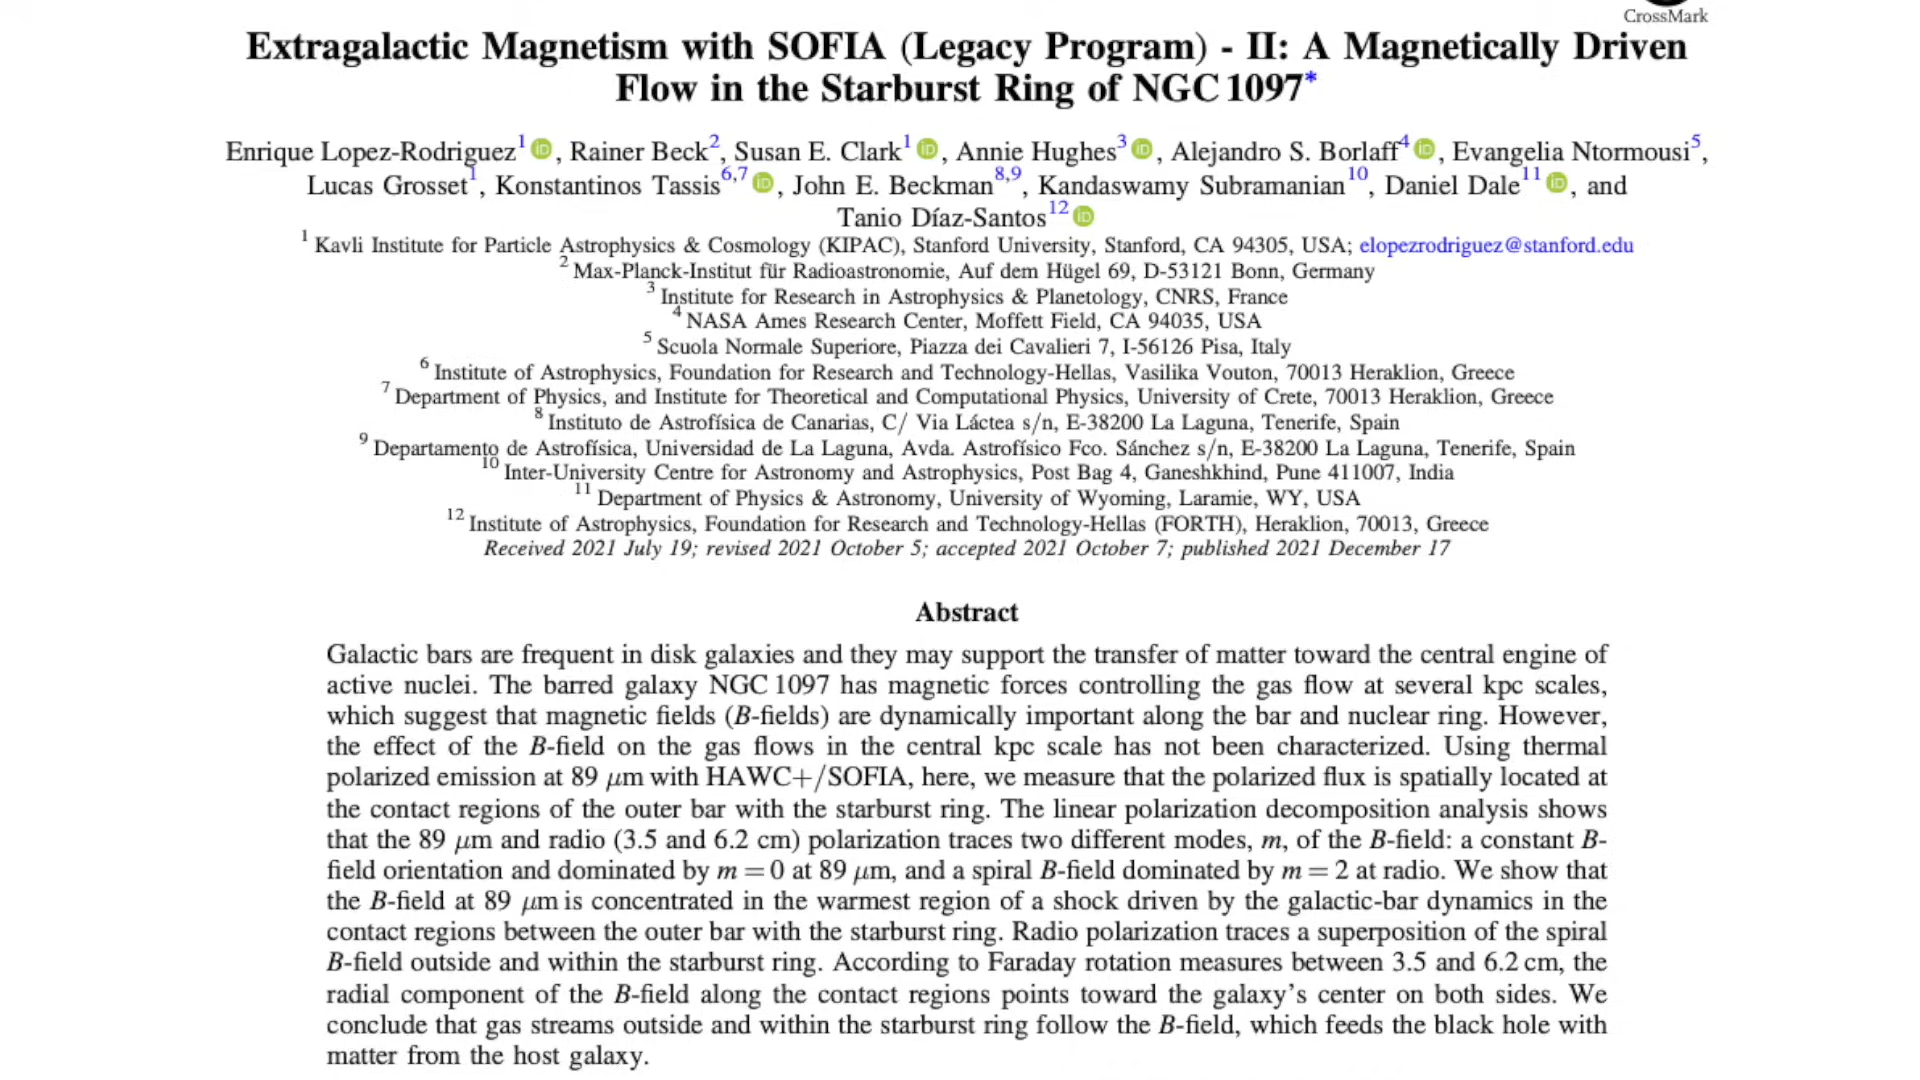 CrossMark
Extragalactic Magnetism with SOFIA (Legacy Program) - II: A Magnetically Driven
Flow in the Starburst Ring of NGC 1097*
Enrique Lopez-Rodriguez1 iD, Rainer Beck2, Susan E. Clark1 iD, Annie Hughes3 iD, Alejandro S. Borlaff4 iD, Evangelia Ntormousi5,
Lucas Grosset1, Konstantinos Tassis6,7 iD, John E. Beckman8,9, Kandaswamy Subramanian10, Daniel Dale11 iD, and
Tanio Díaz-Santos12 iD
1 Kavli Institute for Particle Astrophysics & Cosmology (KIPAC), Stanford University, Stanford, CA 94305, USA; elopezrodriguez@stanford.edu
2 Max-Planck-Institut für Radioastronomie, Auf dem Hügel 69, D-53121 Bonn, Germany
3 Institute for Research in Astrophysics & Planetology, CNRS, France
4 NASA Ames Research Center, Moffett Field, CA 94035, USA
5 Scuola Normale Superiore, Piazza dei Cavalieri 7, I-56126 Pisa, Italy
6 Institute of Astrophysics, Foundation for Research and Technology-Hellas, Vasilika Vouton, 70013 Heraklion, Greece
7 Department of Physics, and Institute for Theoretical and Computational Physics, University of Crete, 70013 Heraklion, Greece
8 Instituto de Astrofísica de Canarias, C/ Via Láctea s/n, E-38200 La Laguna, Tenerife, Spain
9 Departamento de Astrofísica, Universidad de La Laguna, Avda. Astrofísico Fco. Sánchez s/n, E-38200 La Laguna, Tenerife, Spain
10 Inter-University Centre for Astronomy and Astrophysics, Post Bag 4, Ganeshkhind, Pune 411007, India
11 Department of Physics & Astronomy, University of Wyoming, Laramie, WY, USA
12 Institute of Astrophysics, Foundation for Research and Technology-Hellas (FORTH), Heraklion, 70013, Greece
Received 2021 July 19; revised 2021 October 5; accepted 2021 October 7; published 2021 December 17
Abstract
Galactic bars are frequent in disk galaxies and they may support the transfer of matter toward the central engine of
active nuclei. The barred galaxy NGC 1097 has magnetic forces controlling the gas flow at several kpc scales,
which suggest that magnetic fields (B-fields) are dynamically important along the bar and nuclear ring. However,
the effect of the B-field on the gas flows in the central kpc scale has not been characterized. Using thermal
polarized emission at 89 μm with HAWC+/SOFIA, here, we measure that the polarized flux is spatially located at
the contact regions of the outer bar with the starburst ring. The linear polarization decomposition analysis shows
that the 89 μm and radio (3.5 and 6.2 cm) polarization traces two different modes, m, of the B-field: a constant B-
field orientation and dominated by m = 0 at 89 μm, and a spiral B-field dominated by m = 2 at radio. We show that
the B-field at 89 μm is concentrated in the warmest region of a shock driven by the galactic-bar dynamics in the
contact regions between the outer bar with the starburst ring. Radio polarization traces a superposition of the spiral
B-field outside and within the starburst ring. According to Faraday rotation measures between 3.5 and 6.2 cm, the
radial component of the B-field along the contact regions points toward the galaxy's center on both sides. We
conclude that gas streams outside and within the starburst ring follow the B-field, which feeds the black hole with
matter from the host galaxy.